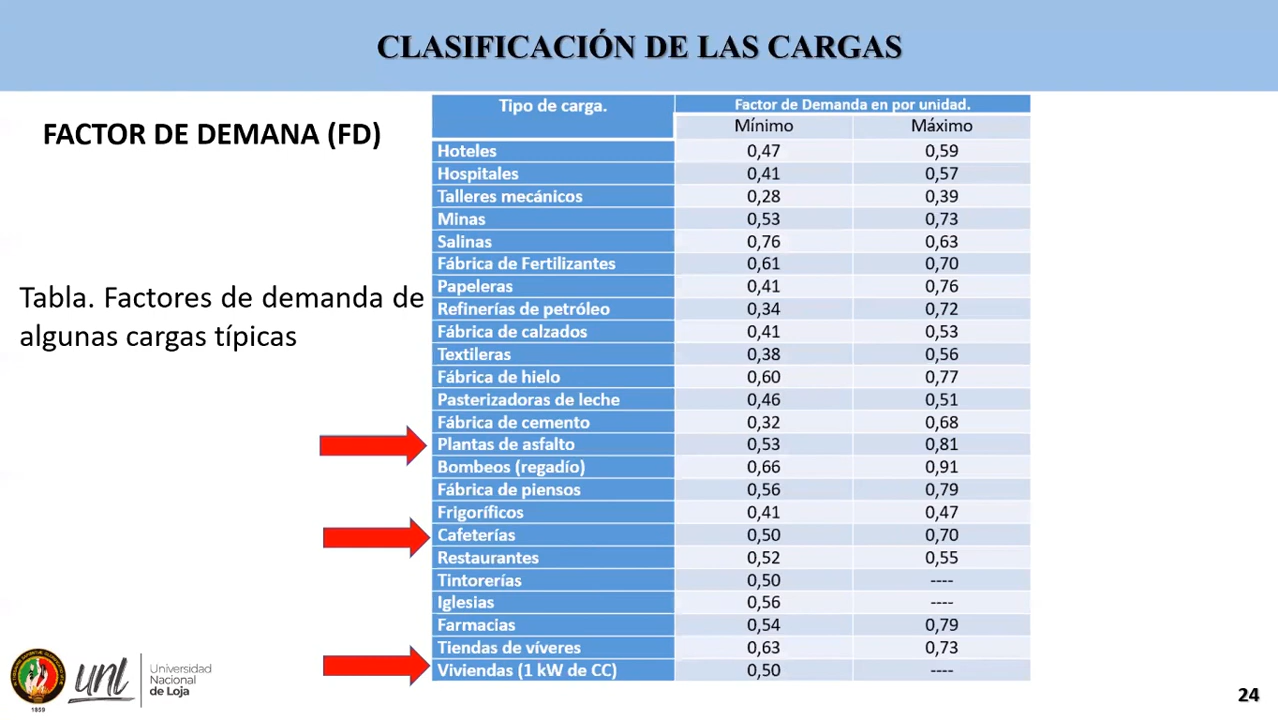 CLASIFICACIÓN DE LAS CARGAS
FACTOR DE DEMANA (FD)
Tabla. Factores de demanda de
algunas cargas típicas
Tipo de carga. Factor de Demanda en por unidad.
Mínimo Máximo
Hoteles 0,47 0,59
Hospitales 0,41 0,57
Talleres mecánicos 0,28 0,39
Minas 0,53 0,73
Salinas 0,76 0,63
Fábrica de Fertilizantes 0,61 0,70
Papeleras 0,41 0,76
Refinerías de petróleo 0,34 0,72
Fábrica de calzados 0,41 0,53
Textileras 0,38 0,56
Fábrica de hielo 0,60 0,77
Pasterizadoras de leche 0,46 0,51
Fábrica de cemento 0,32 0,68
Plantas de asfalto 0,53 0,81
Bombeos (regadío) 0,66 0,91
Fábrica de piensos 0,56 0,79
Frigoríficos 0,41 0,47
Cafeterías 0,50 0,70
Restaurantes 0,52 0,55
Tintorerías 0,50 ----
Iglesias 0,56 ----
Farmacias 0,54 0,79
Tiendas de víveres 0,63 0,73
Viviendas (1 kW de CC) 0,50 ----
1859
unl
Universidad
Nacional
de Loja
24